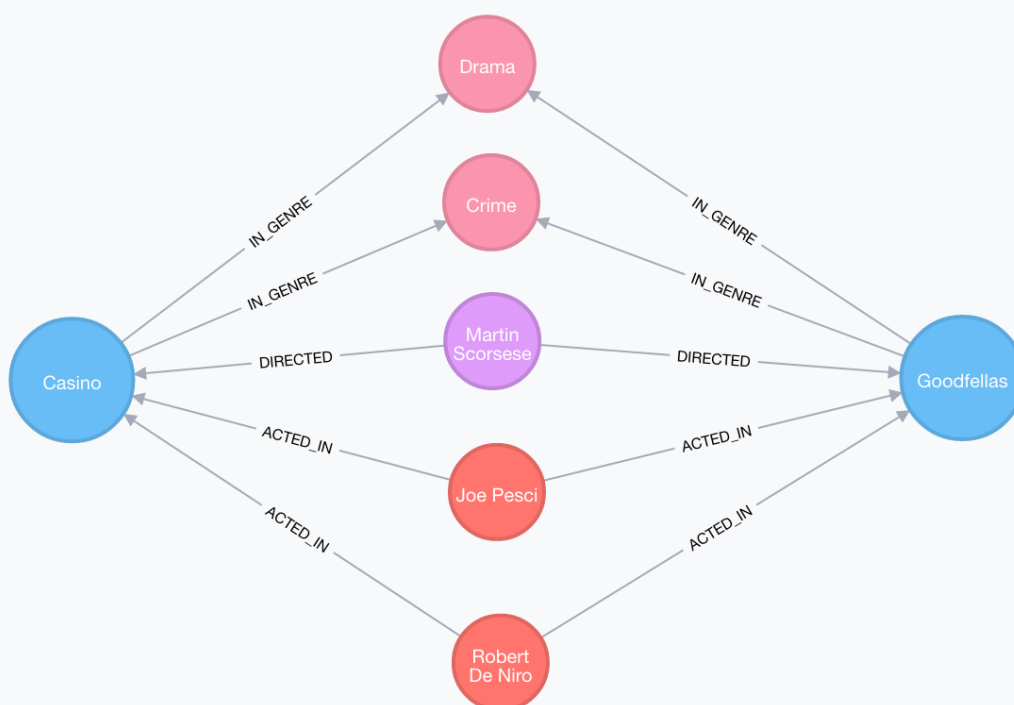 Drama
IN_GENRE
IN_GENRE
Crime
IN_GENRE
IN_GENRE
Martin
Scorsese
DIRECTED
DIRECTED
Casino
Goodfellas
ACTED_IN
ACTED_IN
Joe Pesci
ACTED_IN
ACTED_IN
Robert
De Niro